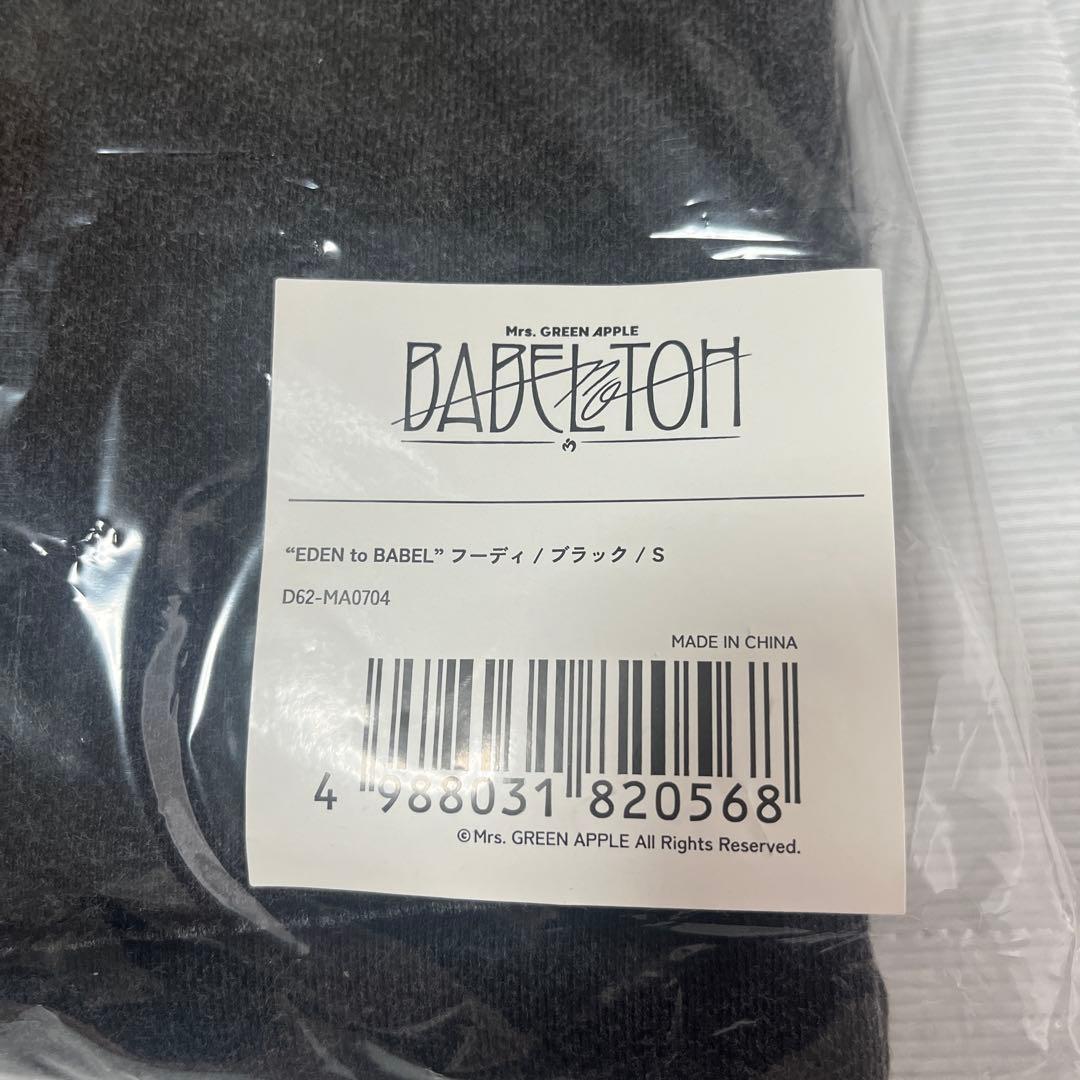 Mrs. GREEN APPLE
BABEL no TOH
“EDEN to BABEL” フーディ / ブラック / S
D62-MA0704
MADE IN CHINA
4 988031 820568
©Mrs. GREEN APPLE All Rights Reserved.